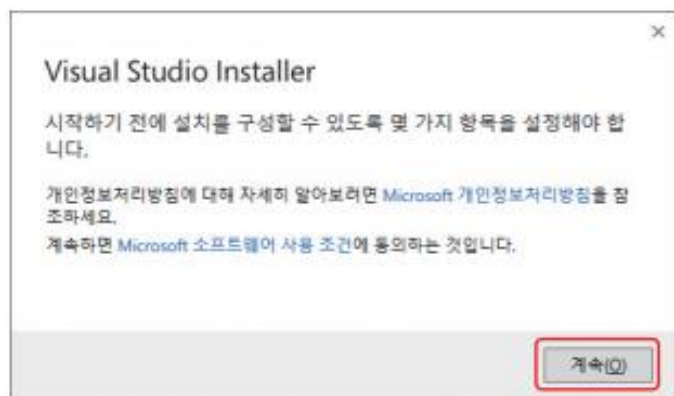 Visual Studio Installer
시작하기 전에 설치를 구성할 수 있도록 몇 가지 항목을 설정해야 합
니다.
개인정보처리방침에 대해 자세히 알아보려면 Microsoft 개인정보처리방침을 참
조하세요.
계속하면 Microsoft 소프트웨어 사용 조건에 동의하는 것입니다.
계속(O)